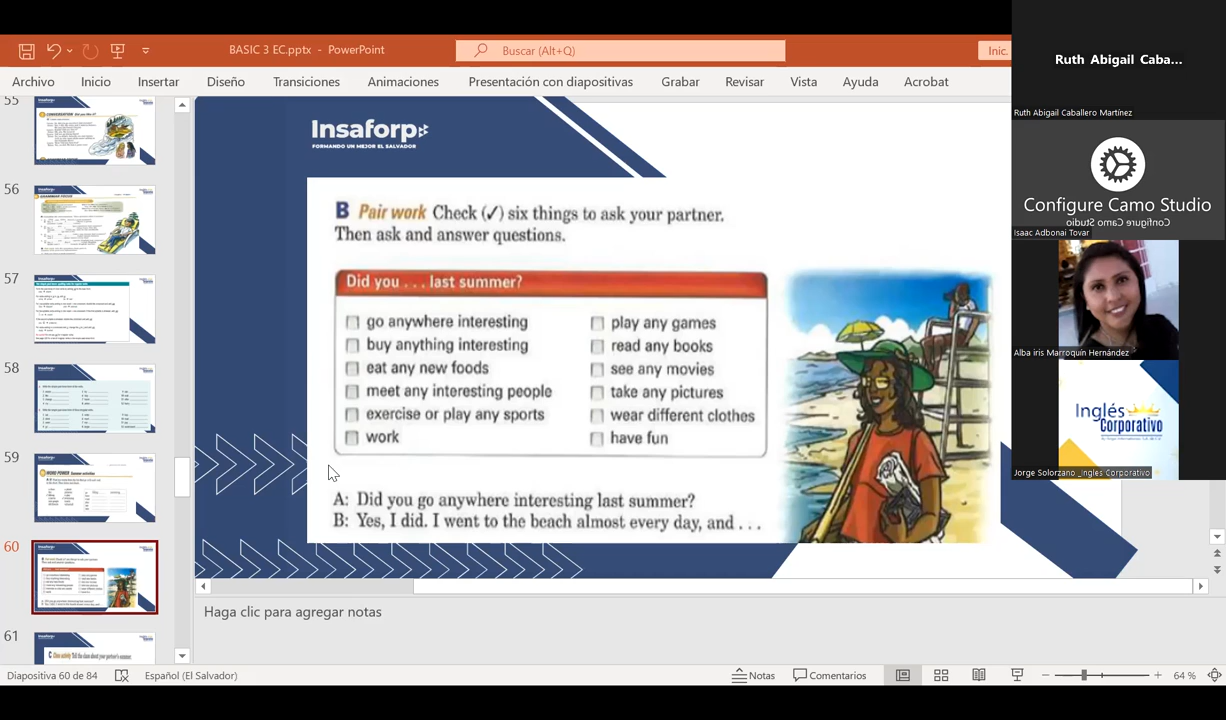 BASIC 3 EC.pptx - PowerPoint
Buscar (Alt+Q)
Inic.
Archivo Inicio Insertar Diseño Transiciones Animaciones Presentación con diapositivas Grabar Revisar Vista Ayuda Acrobat
55
56
57
58
59
60
61
Insaforp
FORMANDO UN MEJOR EL SALVADOR
B Pair work Check (✓) six things to ask your partner.
Then ask and answer questions.
Did you . . . last summer?
go anywhere interesting
buy anything interesting
eat any new foods
meet any interesting people
exercise or play any sports
work
play any games
read any books
see any movies
take any pictures
wear different clothes
have fun
A: Did you go anywhere interesting last summer?
B: Yes, I did. I went to the beach almost every day, and . . .
Haga clic para agregar notas
Diapositiva 60 de 84
Español (El Salvador)
Notas
Comentarios
64 %
Ruth Abigail Caba...
Ruth Abigail Caballero Martínez
Configure Camo Studio
Configure Camo Studio
Isaac Adbonai Tovar
Alba iris Marroquín Hernández
Inglés
Corporativo
Jorge Solorzano _Ingles Corporativo